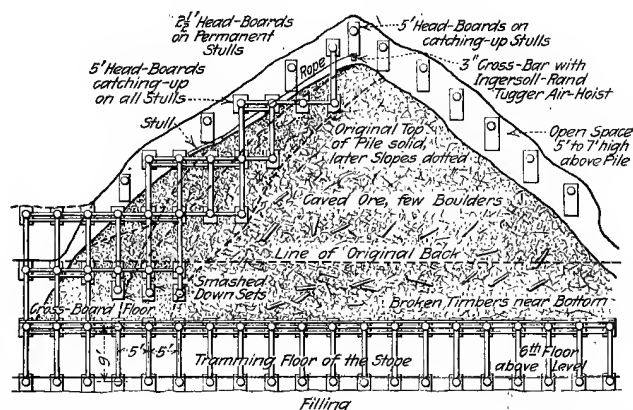 2½' Head-Boards
on Permanent
Stulls
5' Head-Boards on
catching-up Stulls
5' Head-Boards
catching-up
on all Stulls
Rope
3" Cross-Bar with
Ingersoll-Rand
Tugger Air-Hoist
Stull
Original Top
of Pile solid,
later Slopes dotted
Open Space
5' to 7' high
above Pile
Caved Ore, few Boulders
Line of Original Back
Smashed
Down Sets
Cross-Board Floor
Broken Timbers near Bottom
9'
5'
5'
Tramming Floor of the Stope
6th Floor
above Level
Filling